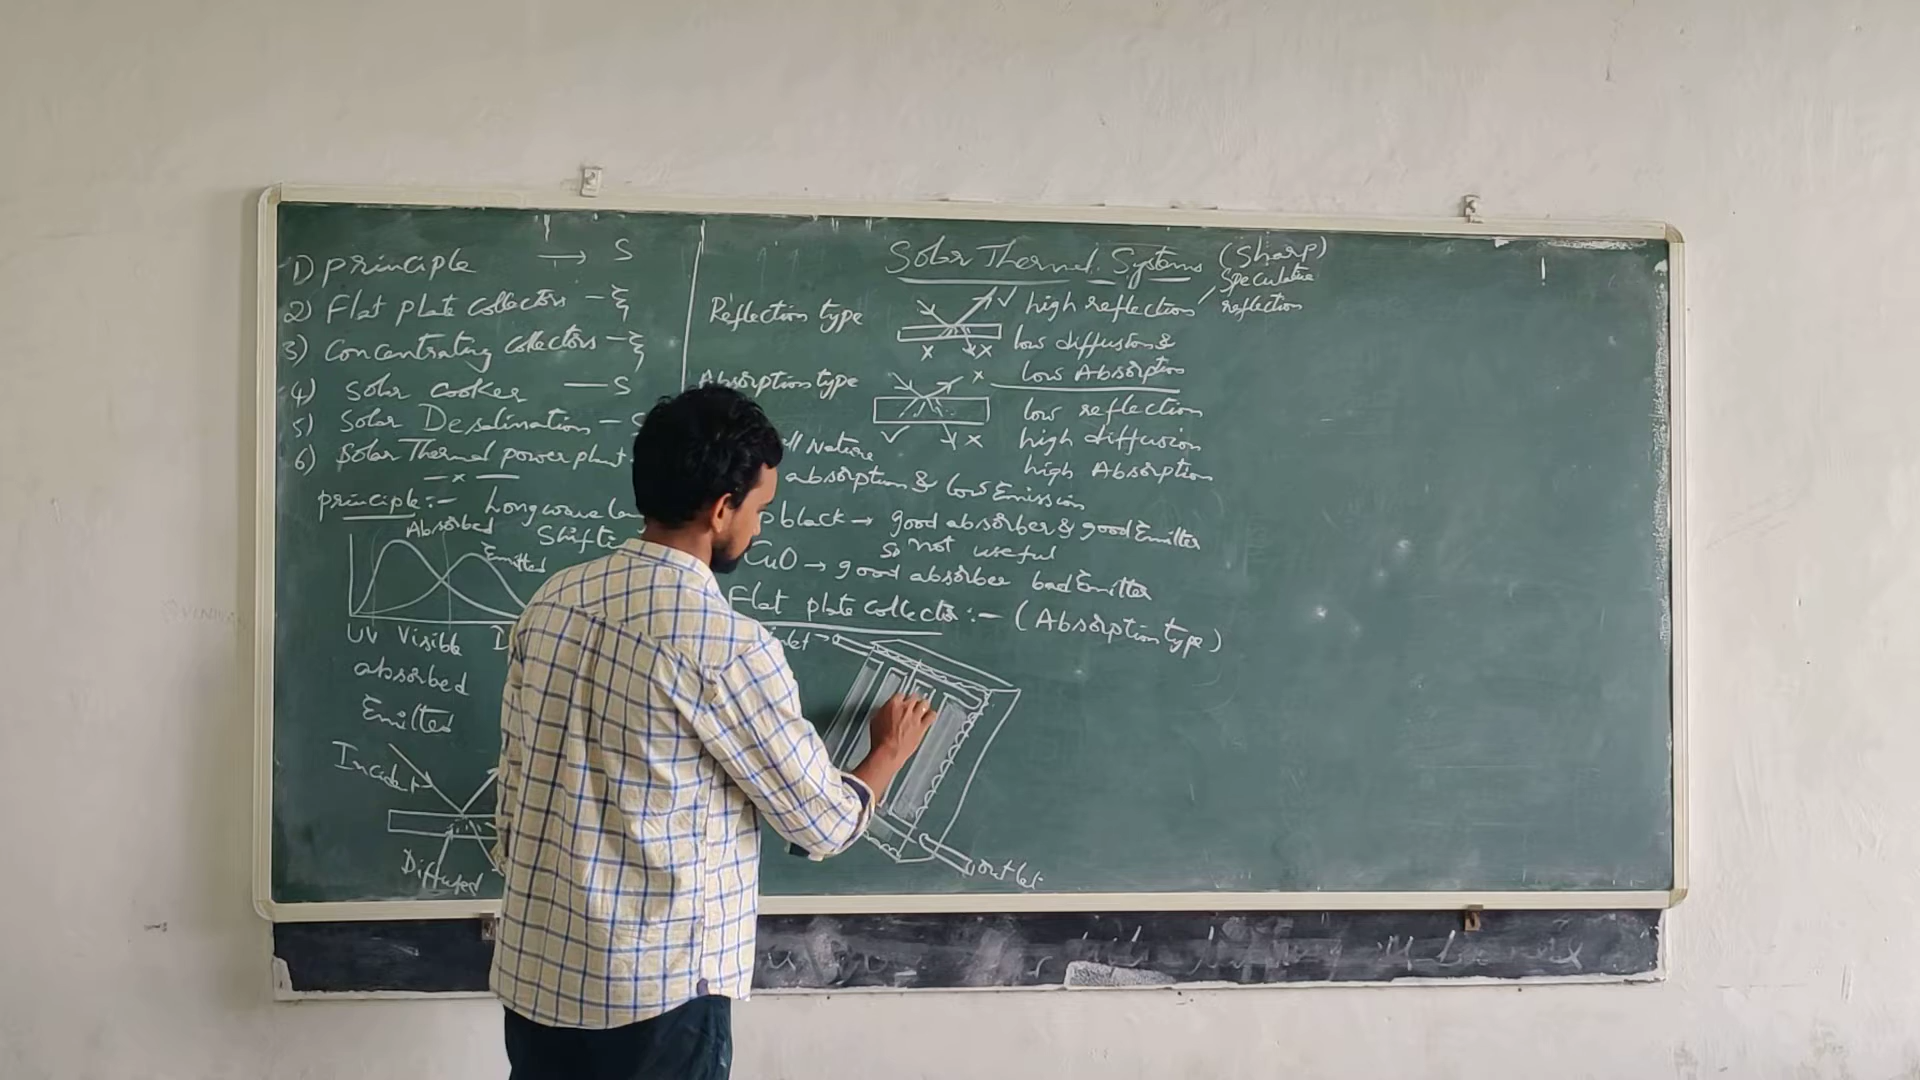 1) principle → S
2) Flat plate collectors - ξ
3) Concentrating collectors - ξ
4) Solar cooker — S
5) Solar Desalination - S
6) Solar Thermal power plant
- x -
principle :- Longwave
Shifti
Absorbed
Emitted
UV Visible I
absorbed
Emitted
Incident
Diffused
Solar Thermal Systems
(Sharp)
Speculative
reflection
Reflection type
✓ high reflection
x x low diffusion &
low Absorption
Absorption type
x
✓ x
low reflection
high diffusion
high Absorption
ll Nature
absorption & low Emission
black → good absorber & good Emitter
so not useful
CuO → good absorber bad Emitter
Flat plate collector :- (Absorption type)
inlet →
outlet